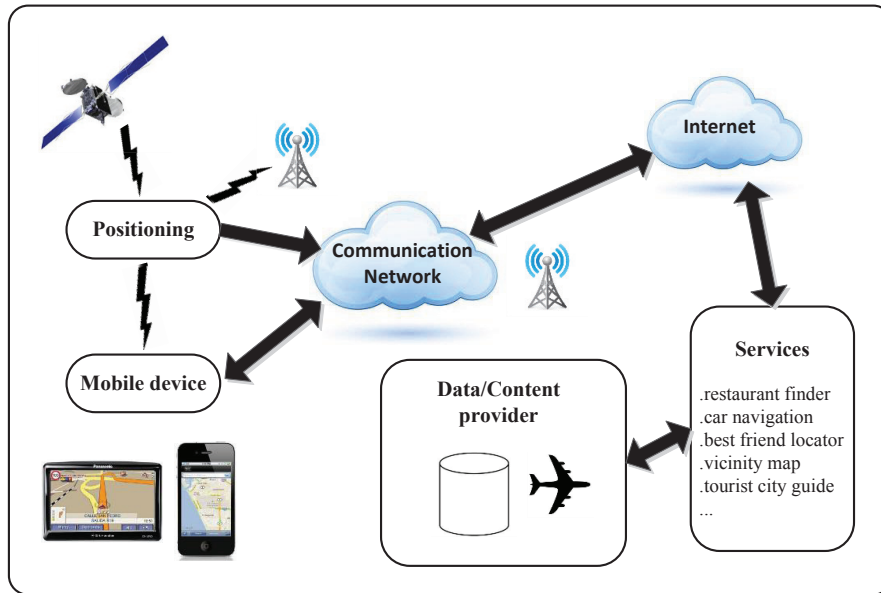 Internet
Positioning
Communication
Network
Mobile device
Services
.restaurant finder
.car navigation
.best friend locator
.vicinity map
.tourist city guide
...
Data/Content
provider
Panasonic